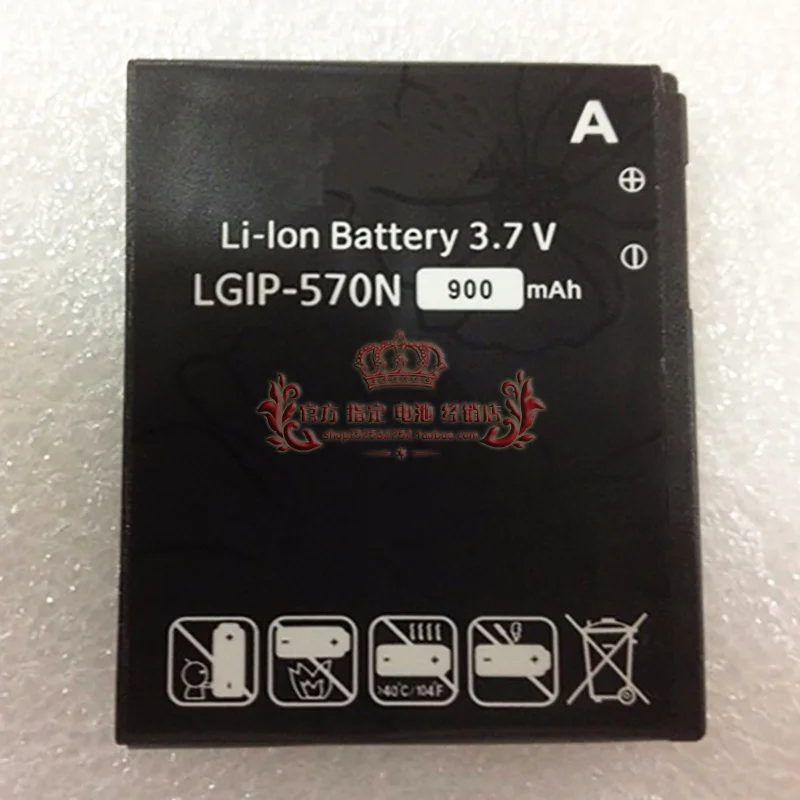 A
Li-Ion Battery 3.7 V
LGIP-570N 900 mAh
官方 指定 电池 经销店
>40°C/104°F